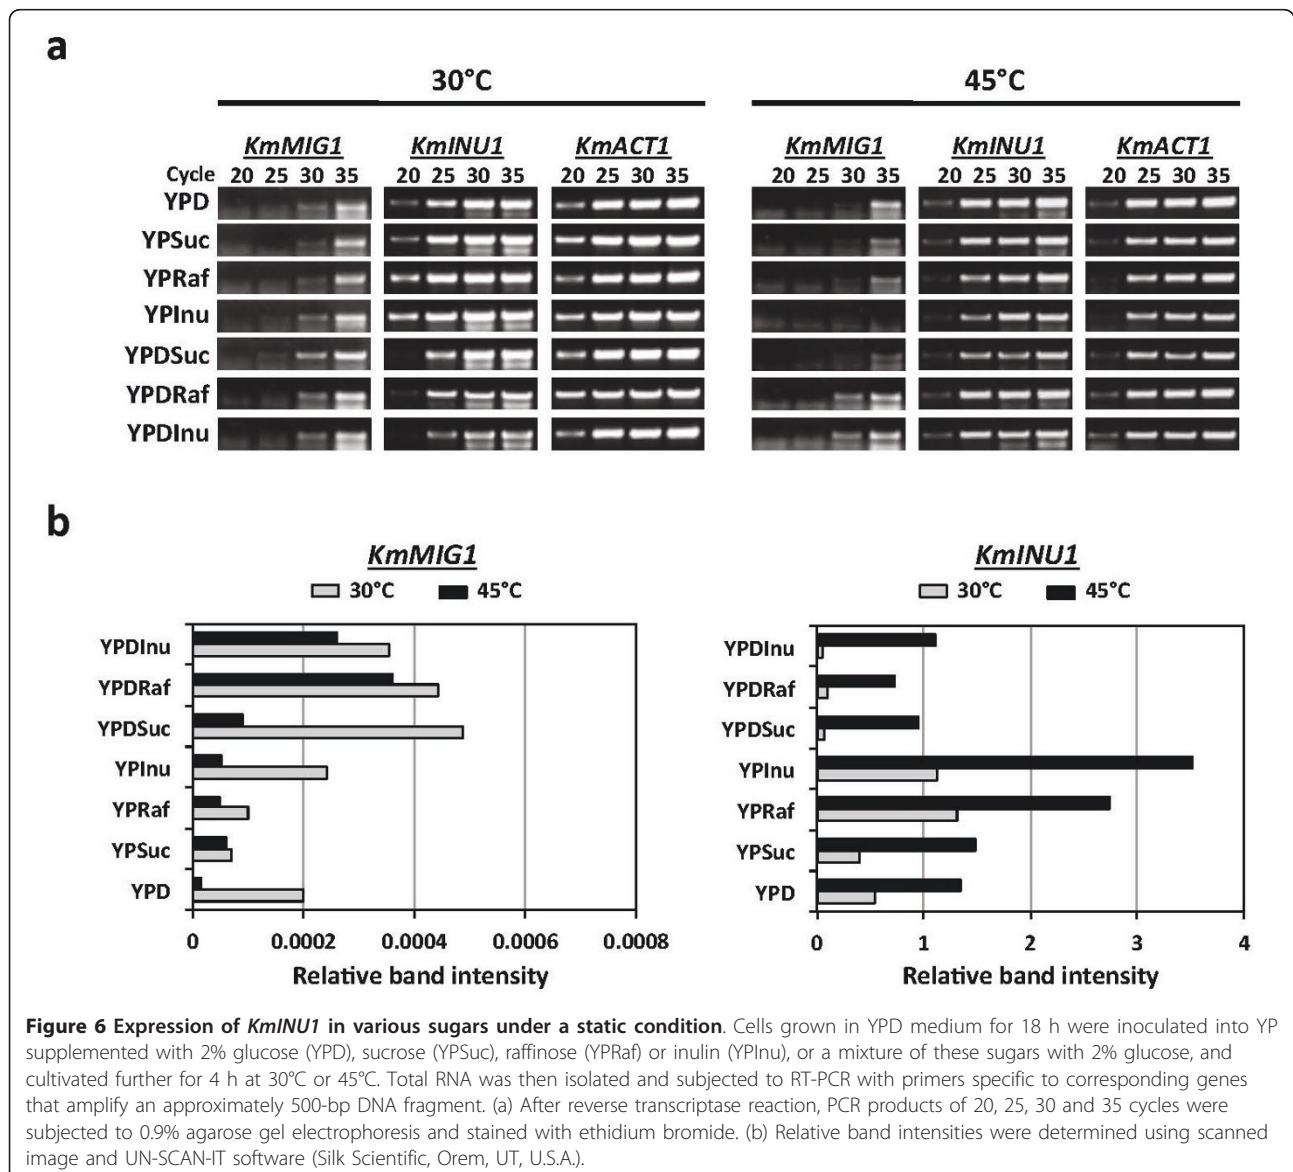 a
30°C 45°C
KmMIG1 KmINU1 KmACT1 KmMIG1 KmINU1 KmACT1
Cycle 20 25 30 35 20 25 30 35 20 25 30 35 20 25 30 35 20 25 30 35 20 25 30 35
YPD
YPSuc
YPRaf
YPInu
YPDSuc
YPDRaf
YPDInu
b
KmMIG1
30°C 45°C
YPDInu
YPDRaf
YPDSuc
YPInu
YPRaf
YPSuc
YPD
0 0.0002 0.0004 0.0006 0.0008
Relative band intensity
KmINU1
30°C 45°C
YPDInu
YPDRaf
YPDSuc
YPInu
YPRaf
YPSuc
YPD
0 1 2 3 4
Relative band intensity
Figure 6 Expression of KmINU1 in various sugars under a static condition. Cells grown in YPD medium for 18 h were inoculated into YP
supplemented with 2% glucose (YPD), sucrose (YPSuc), raffinose (YPRaf) or inulin (YPInu), or a mixture of these sugars with 2% glucose, and
cultivated further for 4 h at 30°C or 45°C. Total RNA was then isolated and subjected to RT-PCR with primers specific to corresponding genes
that amplify an approximately 500-bp DNA fragment. (a) After reverse transcriptase reaction, PCR products of 20, 25, 30 and 35 cycles were
subjected to 0.9% agarose gel electrophoresis and stained with ethidium bromide. (b) Relative band intensities were determined using scanned
image and UN-SCAN-IT software (Silk Scientific, Orem, UT, U.S.A.).